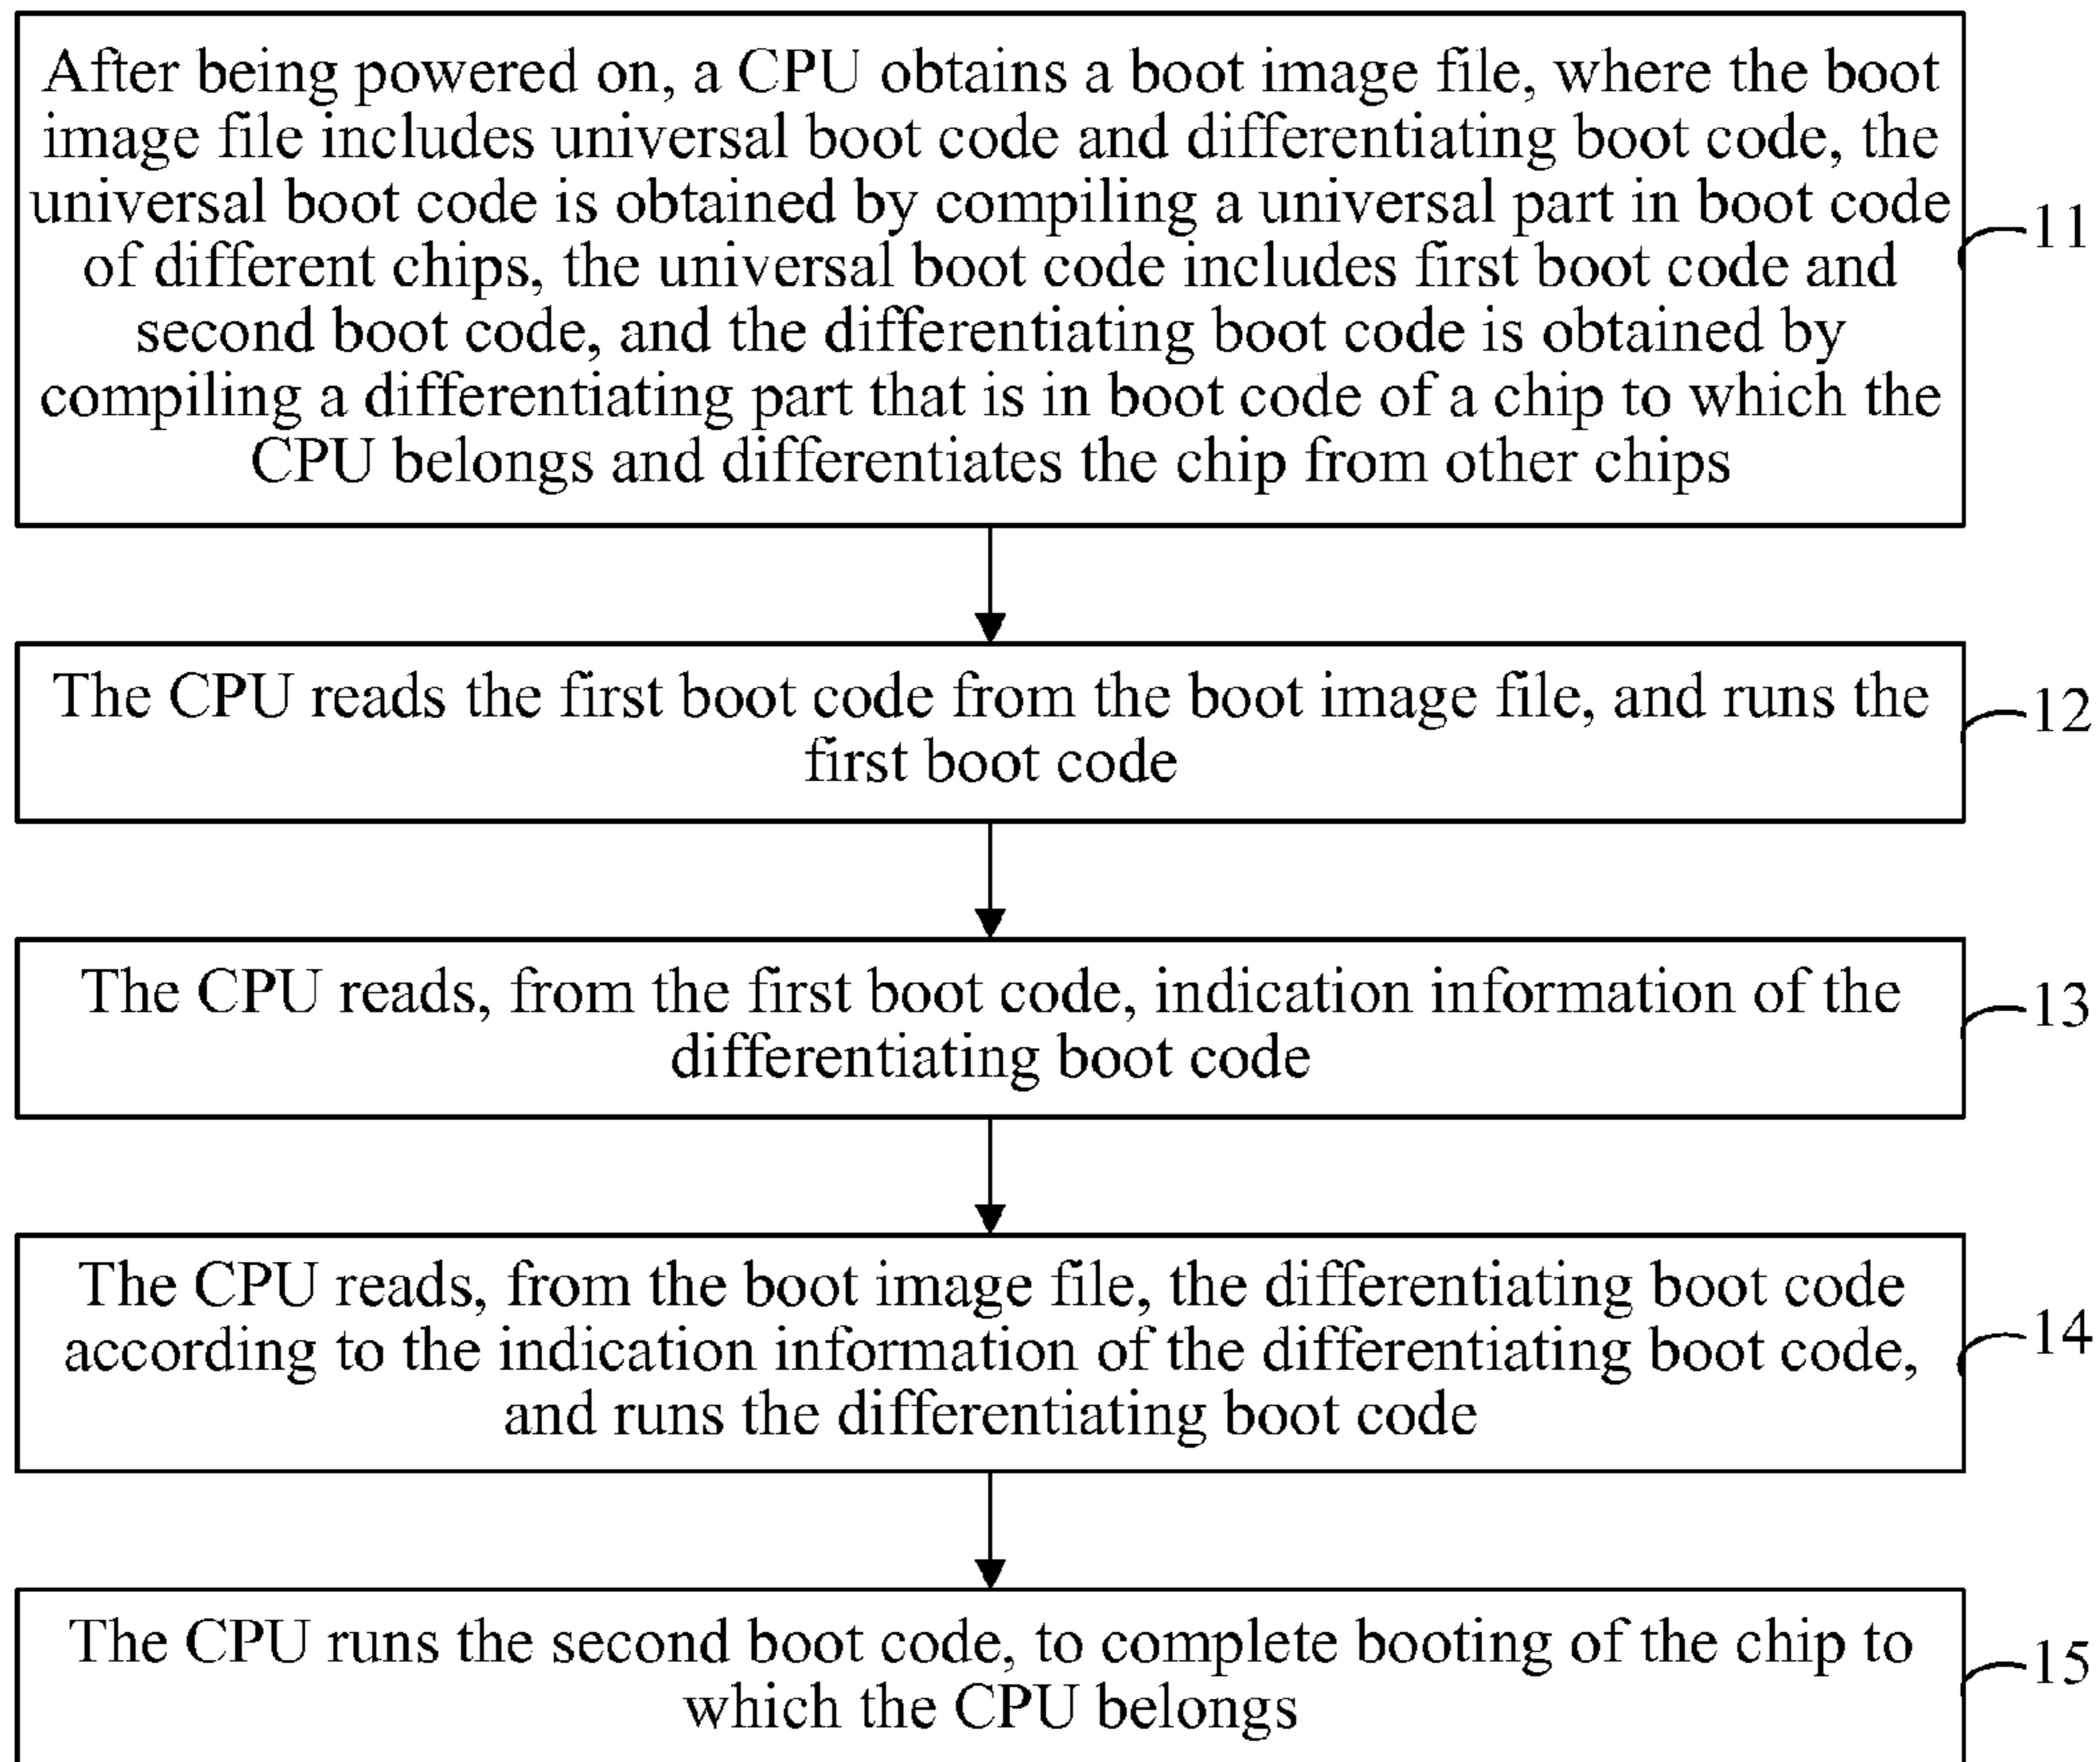 After being powered on, a CPU obtains a boot image file, where the boot
image file includes universal boot code and differentiating boot code, the
universal boot code is obtained by compiling a universal part in boot code
of different chips, the universal boot code includes first boot code and
second boot code, and the differentiating boot code is obtained by
compiling a differentiating part that is in boot code of a chip to which the
CPU belongs and differentiates the chip from other chips
11
The CPU reads the first boot code from the boot image file, and runs the
first boot code
12
The CPU reads, from the first boot code, indication information of the
differentiating boot code
13
The CPU reads, from the boot image file, the differentiating boot code
according to the indication information of the differentiating boot code,
and runs the differentiating boot code
14
The CPU runs the second boot code, to complete booting of the chip to
which the CPU belongs
15